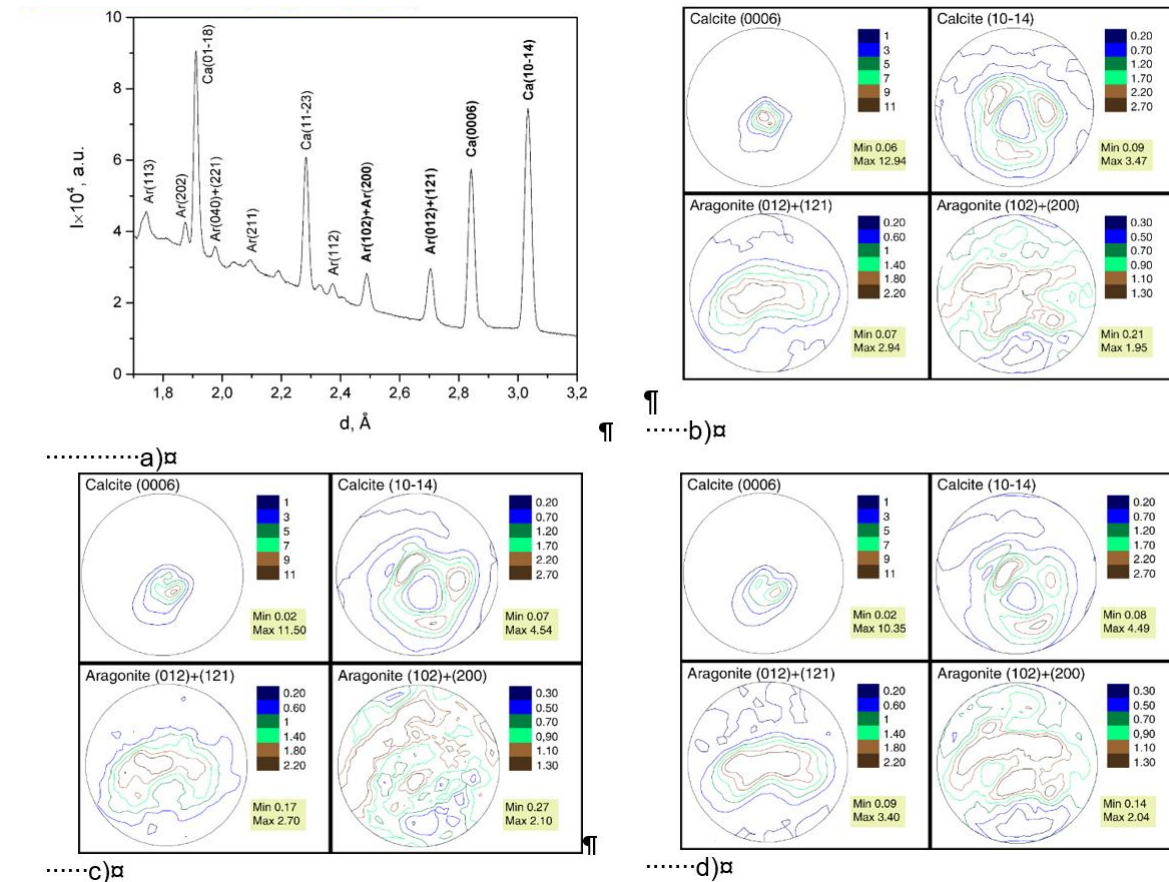 10
8
6
4
2
0
I×10⁴, a.u.
1,8 2,0 2,2 2,4 2,6 2,8 3,0 3,2
d, Å
Ar(113)
Ar(202)
Ca(01-18)
Ar(040)+(221)
Ar(211)
Ca(11-23)
Ar(112)
Ar(102)+Ar(200)
Ar(012)+(121)
Ca(0006)
Ca(10-14)
¶
············a)¤
Calcite (0006)
1
3
5
7
9
11
Min 0.06
Max 12.94
Calcite (10-14)
0.20
0.70
1.20
1.70
2.20
2.70
Min 0.09
Max 3.47
Aragonite (012)+(121)
0.20
0.60
1
1.40
1.80
2.20
Min 0.07
Max 2.94
Aragonite (102)+(200)
0.30
0.50
0.70
0.90
1.10
1.30
Min 0.21
Max 1.95
¶
······b)¤
Calcite (0006)
1
3
5
7
9
11
Min 0.02
Max 11.50
Calcite (10-14)
0.20
0.70
1.20
1.70
2.20
2.70
Min 0.07
Max 4.54
Aragonite (012)+(121)
0.20
0.60
1
1.40
1.80
2.20
Min 0.17
Max 2.70
Aragonite (102)+(200)
0.30
0.50
0.70
0.90
1.10
1.30
Min 0.27
Max 2.10
¶
······c)¤
Calcite (0006)
1
3
5
7
9
11
Min 0.02
Max 10.35
Calcite (10-14)
0.20
0.70
1.20
1.70
2.20
2.70
Min 0.08
Max 4.49
Aragonite (012)+(121)
0.20
0.60
1
1.40
1.80
2.20
Min 0.09
Max 3.40
Aragonite (102)+(200)
0.30
0.50
0.70
0.90
1.10
1.30
Min 0.14
Max 2.04
······d)¤